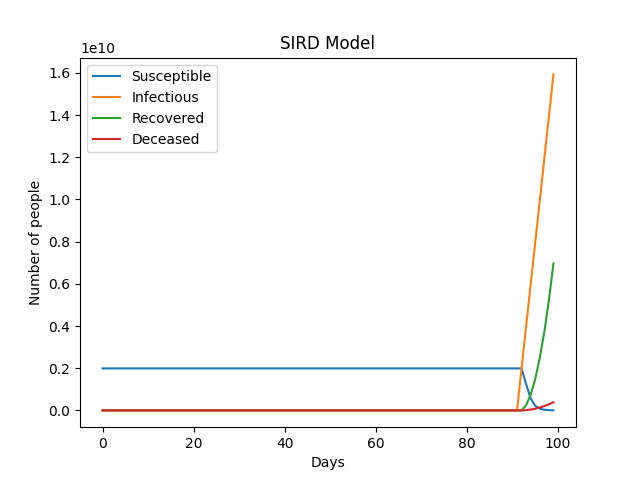 SIRD Model
1e10
Susceptible
Infectious
Recovered
Deceased
1.6
1.4
1.2
1.0
0.8
0.6
0.4
0.2
0.0
Number of people
0 20 40 60 80 100
Days